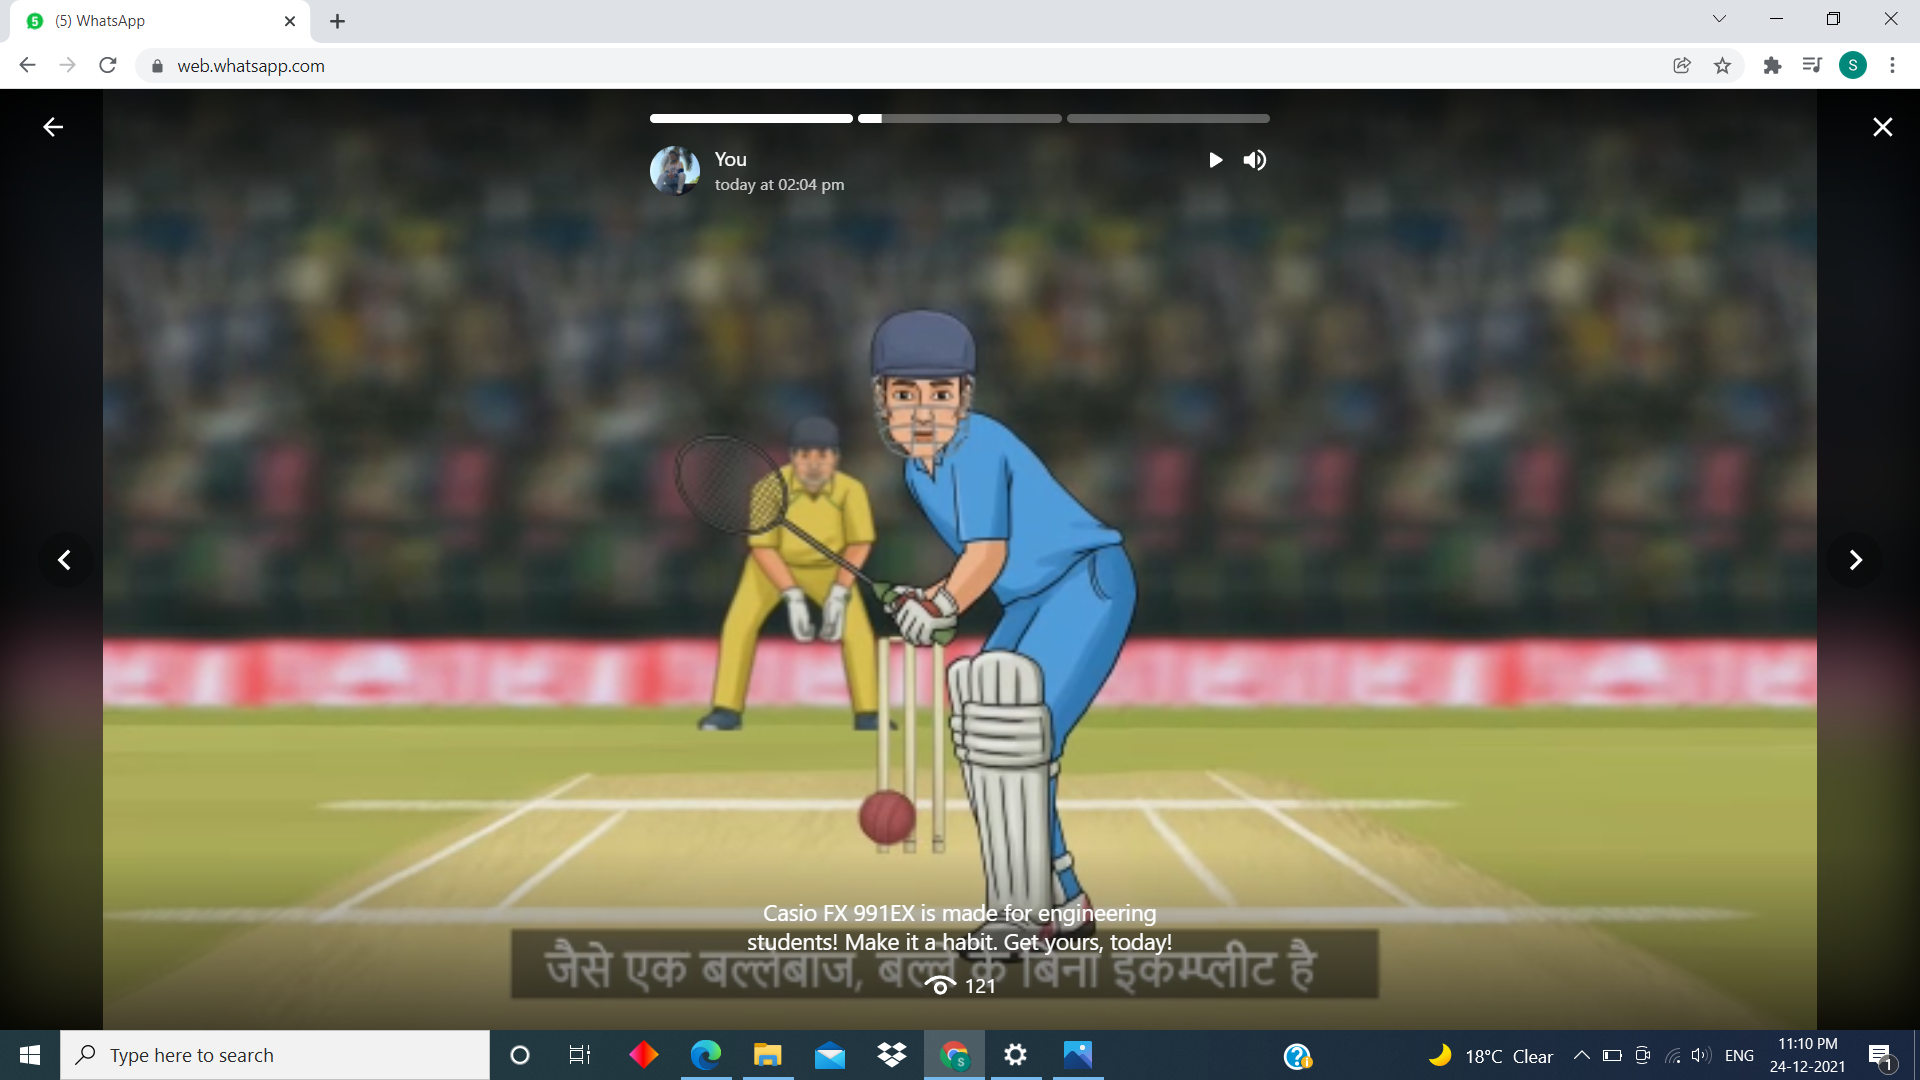 (5) WhatsApp
web.whatsapp.com
S
You
today at 02:04 pm
Casio FX 991EX is made for engineering
students! Make it a habit. Get yours, today!
जैसे एक बल्लेबाज, बल्ले के बिना इंकम्प्लीट है
121
Type here to search
18°C Clear
ENG
11:10 PM
24-12-2021
1